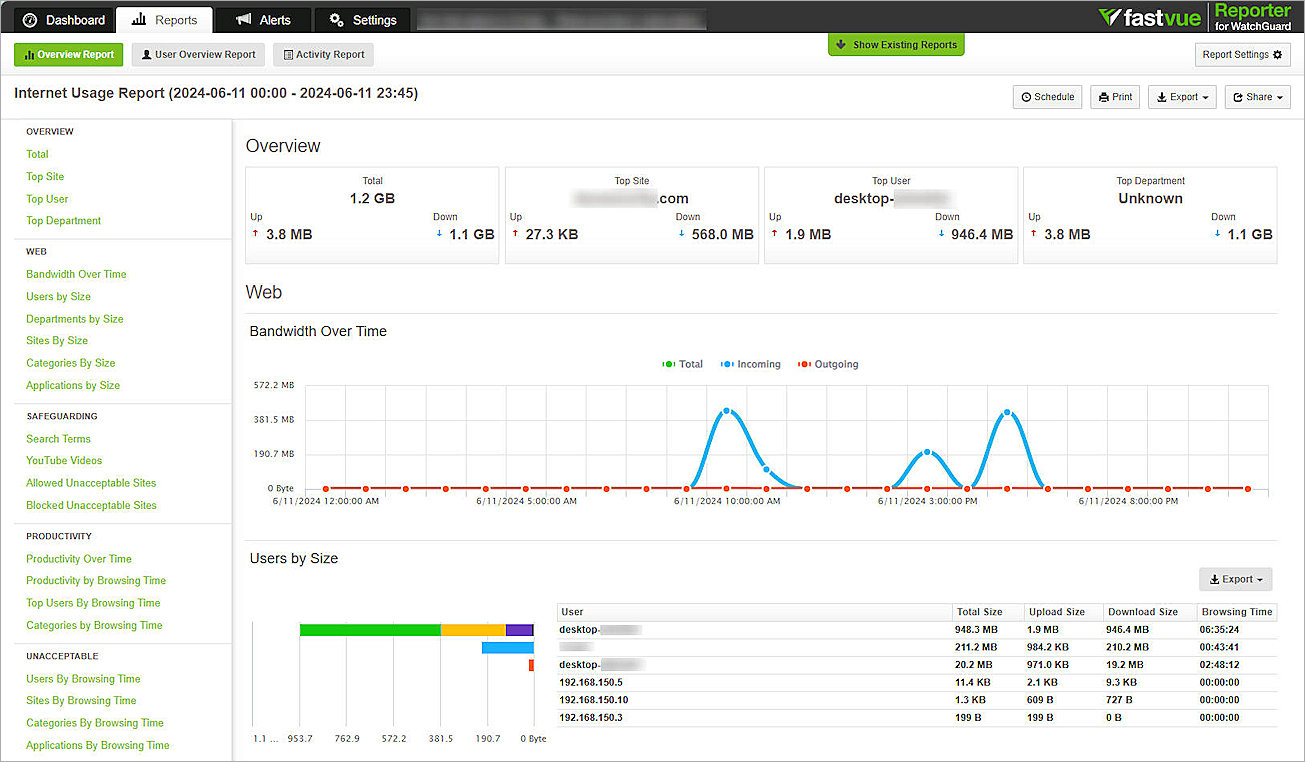 Dashboard Reports Alerts Settings
fastvue Reporter for WatchGuard
Overview Report User Overview Report Activity Report Show Existing Reports Report Settings
Internet Usage Report (2024-06-11 00:00 - 2024-06-11 23:45)
Schedule Print Export Share
OVERVIEW
Total
Top Site
Top User
Top Department
WEB
Bandwidth Over Time
Users by Size
Departments by Size
Sites By Size
Categories By Size
Applications by Size
SAFEGUARDING
Search Terms
YouTube Videos
Allowed Unacceptable Sites
Blocked Unacceptable Sites
PRODUCTIVITY
Productivity Over Time
Productivity by Browsing Time
Top Users By Browsing Time
Categories by Browsing Time
UNACCEPTABLE
Users By Browsing Time
Sites By Browsing Time
Categories By Browsing Time
Applications By Browsing Time
Overview
Total
1.2 GB
Up Down
3.8 MB 1.1 GB
Top Site
.com
Up Down
27.3 KB 568.0 MB
Top User
desktop-
Up Down
1.9 MB 946.4 MB
Top Department
Unknown
Up Down
3.8 MB 1.1 GB
Web
Bandwidth Over Time
Total Incoming Outgoing
572.2 MB
381.5 MB
190.7 MB
0 Byte
6/11/2024 12:00:00 AM 6/11/2024 5:00:00 AM 6/11/2024 10:00:00 AM 6/11/2024 3:00:00 PM 6/11/2024 8:00:00 PM
Users by Size
Export
User Total Size Upload Size Download Size Browsing Time
desktop- 948.3 MB 1.9 MB 946.4 MB 06:35:24
211.2 MB 984.2 KB 210.2 MB 00:43:41
desktop- 20.2 MB 971.0 KB 19.2 MB 02:48:12
192.168.150.5 11.4 KB 2.1 KB 9.3 KB 00:00:00
192.168.150.10 1.3 KB 609 B 727 B 00:00:00
192.168.150.3 199 B 199 B 0 B 00:00:00
1.1 ... 953.7 762.9 572.2 381.5 190.7 0 Byte